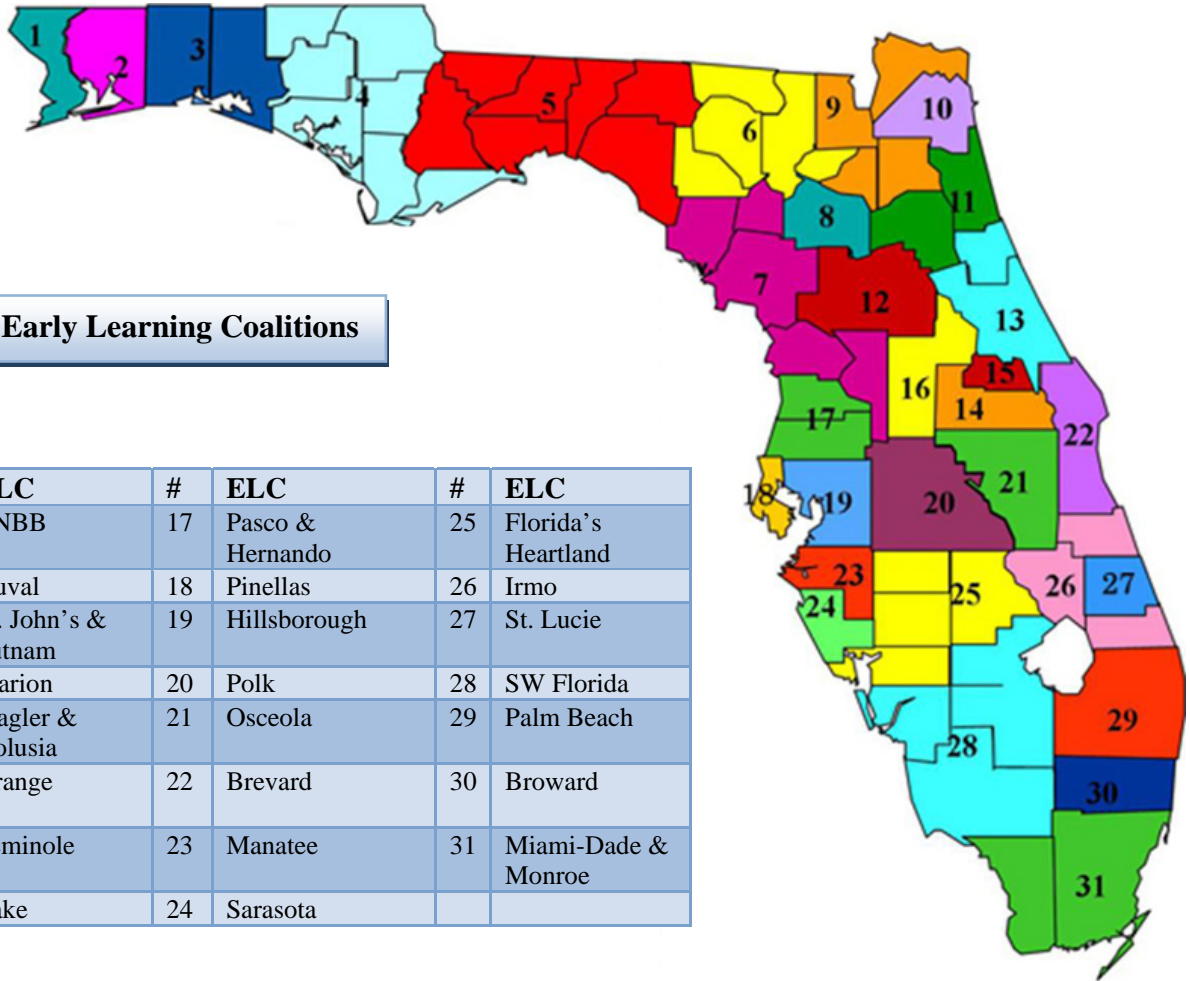 1
2
3
4
5
6
9
10
11
8
7
12
13
15
16
14
17
22
18
19
20
21
23
24
25
26
27
28
29
30
31
Early Learning Coalitions
LC # ELC # ELC
NBB 17 Pasco & 25 Florida's
Hernando Heartland
uval 18 Pinellas 26 Irmo
. John's & 19 Hillsborough 27 St. Lucie
utnam
arion 20 Polk 28 SW Florida
agler & 21 Osceola 29 Palm Beach
olusia
range 22 Brevard 30 Broward
eminole 23 Manatee 31 Miami-Dade &
Monroe
ake 24 Sarasota